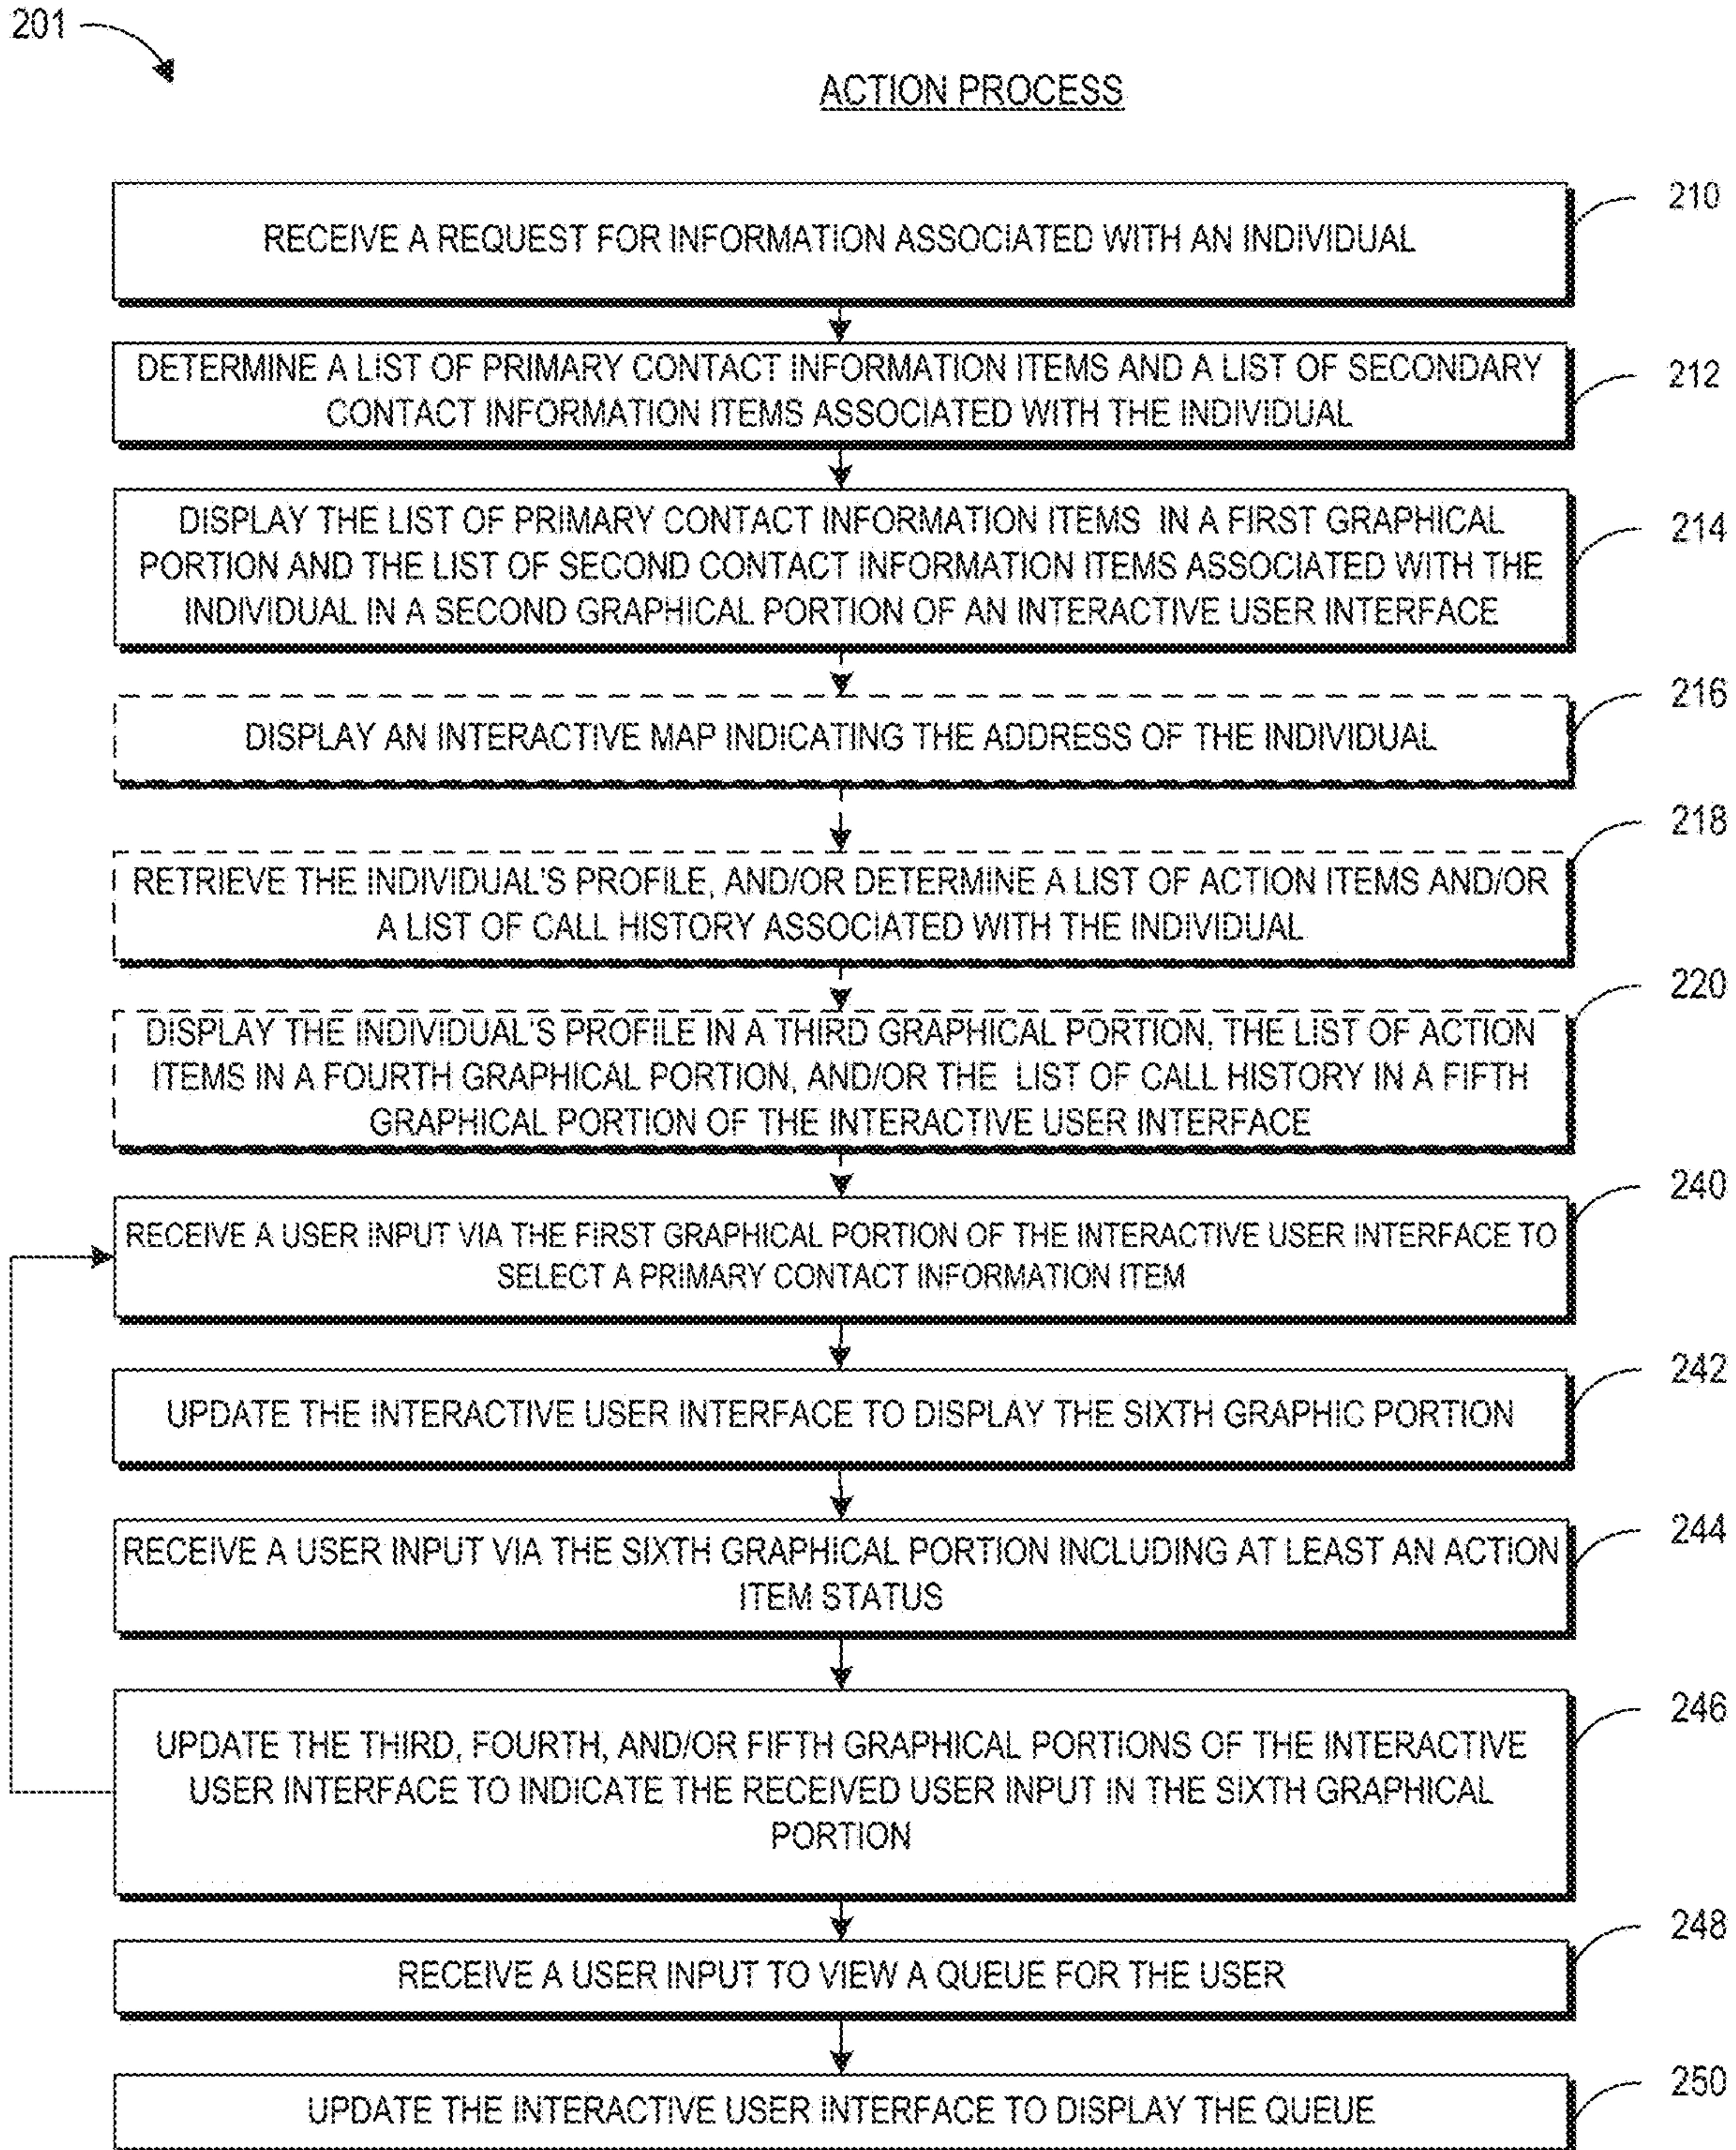 201
ACTION PROCESS
210
RECEIVE A REQUEST FOR INFORMATION ASSOCIATED WITH AN INDIVIDUAL
212
DETERMINE A LIST OF PRIMARY CONTACT INFORMATION ITEMS AND A LIST OF SECONDARY
CONTACT INFORMATION ITEMS ASSOCIATED WITH THE INDIVIDUAL
214
DISPLAY THE LIST OF PRIMARY CONTACT INFORMATION ITEMS IN A FIRST GRAPHICAL
PORTION AND THE LIST OF SECOND CONTACT INFORMATION ITEMS ASSOCIATED WITH THE
INDIVIDUAL IN A SECOND GRAPHICAL PORTION OF AN INTERACTIVE USER INTERFACE
216
DISPLAY AN INTERACTIVE MAP INDICATING THE ADDRESS OF THE INDIVIDUAL
218
RETRIEVE THE INDIVIDUAL'S PROFILE, AND/OR DETERMINE A LIST OF ACTION ITEMS AND/OR
A LIST OF CALL HISTORY ASSOCIATED WITH THE INDIVIDUAL
220
DISPLAY THE INDIVIDUAL'S PROFILE IN A THIRD GRAPHICAL PORTION, THE LIST OF ACTION
ITEMS IN A FOURTH GRAPHICAL PORTION, AND/OR THE LIST OF CALL HISTORY IN A FIFTH
GRAPHICAL PORTION OF THE INTERACTIVE USER INTERFACE
240
RECEIVE A USER INPUT VIA THE FIRST GRAPHICAL PORTION OF THE INTERACTIVE USER INTERFACE TO
SELECT A PRIMARY CONTACT INFORMATION ITEM
242
UPDATE THE INTERACTIVE USER INTERFACE TO DISPLAY THE SIXTH GRAPHIC PORTION
244
RECEIVE A USER INPUT VIA THE SIXTH GRAPHICAL PORTION INCLUDING AT LEAST AN ACTION
ITEM STATUS
246
UPDATE THE THIRD, FOURTH, AND/OR FIFTH GRAPHICAL PORTIONS OF THE INTERACTIVE
USER INTERFACE TO INDICATE THE RECEIVED USER INPUT IN THE SIXTH GRAPHICAL
PORTION
248
RECEIVE A USER INPUT TO VIEW A QUEUE FOR THE USER
250
UPDATE THE INTERACTIVE USER INTERFACE TO DISPLAY THE QUEUE